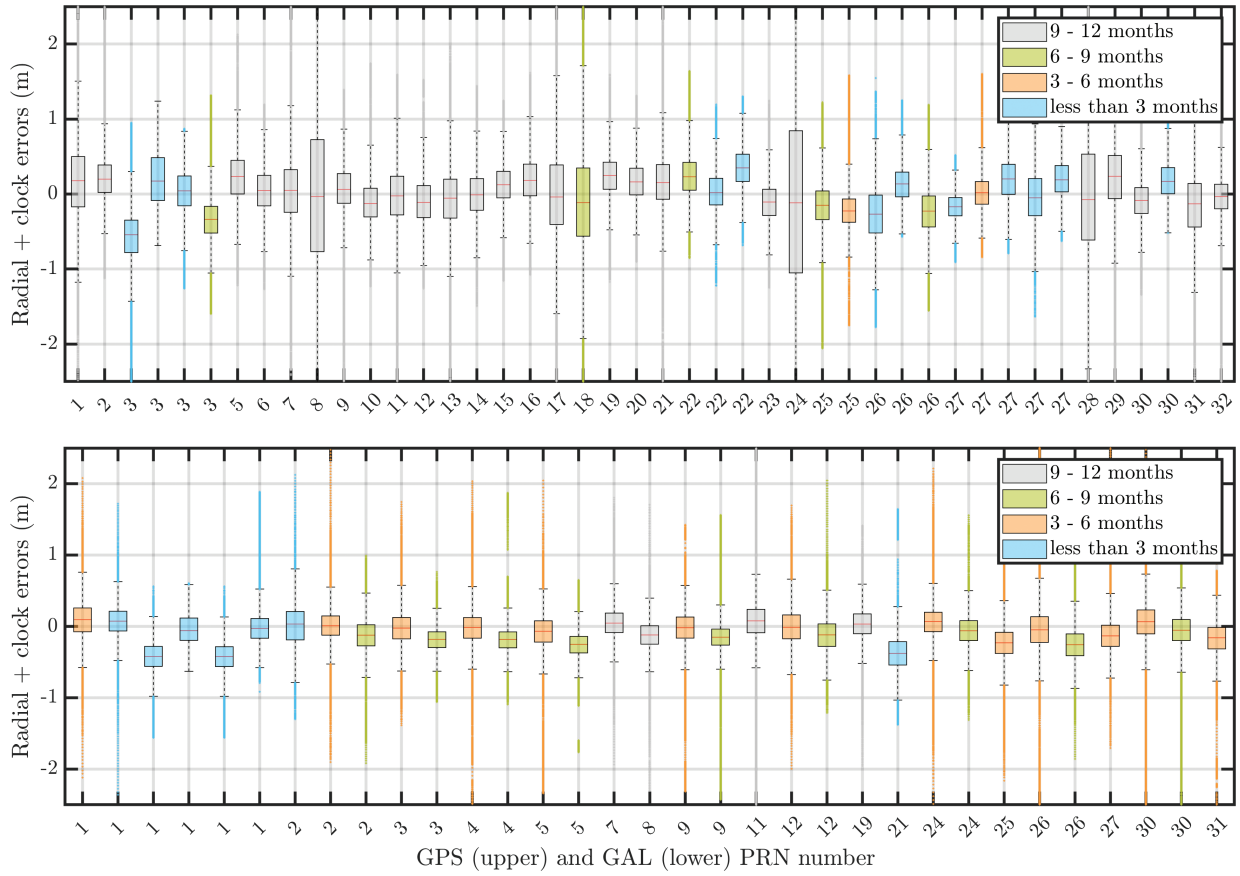 2
1
0
-1
-2
Radial + clock errors (m)
9 - 12 months
6 - 9 months
3 - 6 months
less than 3 months
1 2 3 3 3 3 5 6 7 8 9 10 11 12 13 14 15 16 17 18 19 20 21 22 22 22 23 24 25 25 26 26 26 27 27 27 27 27 28 29 30 30 31 32
2
1
0
-1
-2
Radial + clock errors (m)
9 - 12 months
6 - 9 months
3 - 6 months
less than 3 months
1 1 1 1 1 1 2 2 2 3 3 4 4 5 5 7 8 9 9 11 12 12 19 21 24 24 25 26 26 27 30 30 31
GPS (upper) and GAL (lower) PRN number